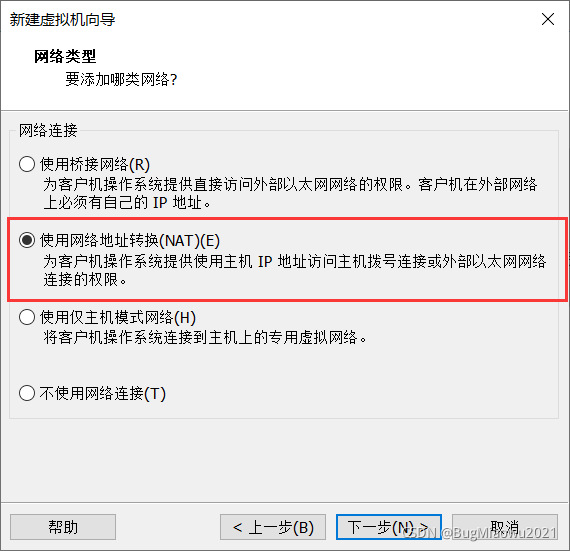 新建虚拟机向导
网络类型
要添加哪类网络?
网络连接
使用桥接网络(R)
为客户机操作系统提供直接访问外部以太网网络的权限。客户机在外部网络
上必须有自己的 IP 地址。
使用网络地址转换(NAT)(E)
为客户机操作系统提供使用主机 IP 地址访问主机拨号连接或外部以太网网络
连接的权限。
使用仅主机模式网络(H)
将客户机操作系统连接到主机上的专用虚拟网络。
不使用网络连接(T)
帮助
< 上一步(B)
下一步(N) >
取消
CSDN @BugMiaowu2021